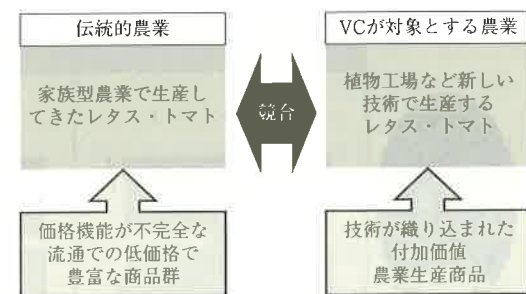 伝統的農業
家族型農業で生産し
てきたレタス・トマト
価格機能が不完全な
流通での低価格で
豊富な商品群
競合
VCが対象とする農業
植物工場など新しい
技術で生産する
レタス・トマト
技術が織り込まれた
付加価値
農業生産商品